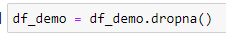 df_demo = df_demo.dropna()